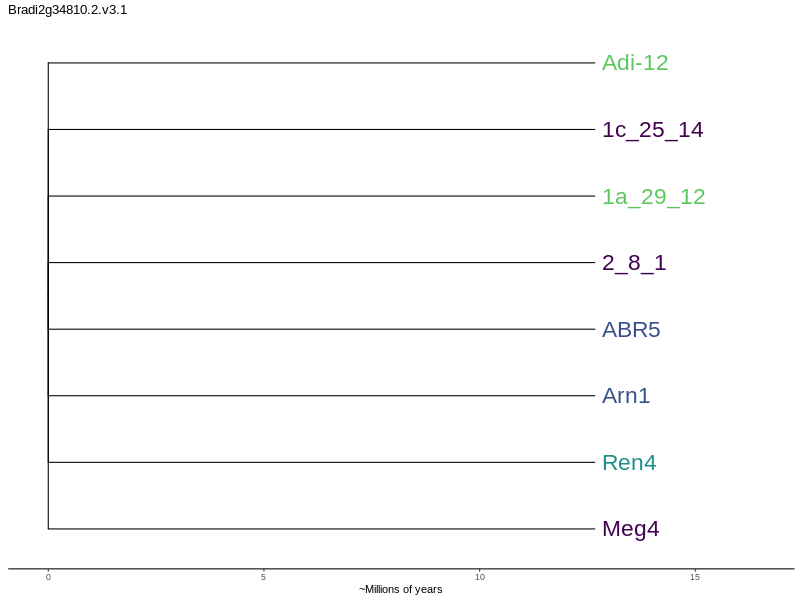 Bradi2g34810.2.v3.1
Adi-12
1c_25_14
1a_29_12
2_8_1
ABR5
Arn1
Ren4
Meg4
0 5 10 15
~Millions of years